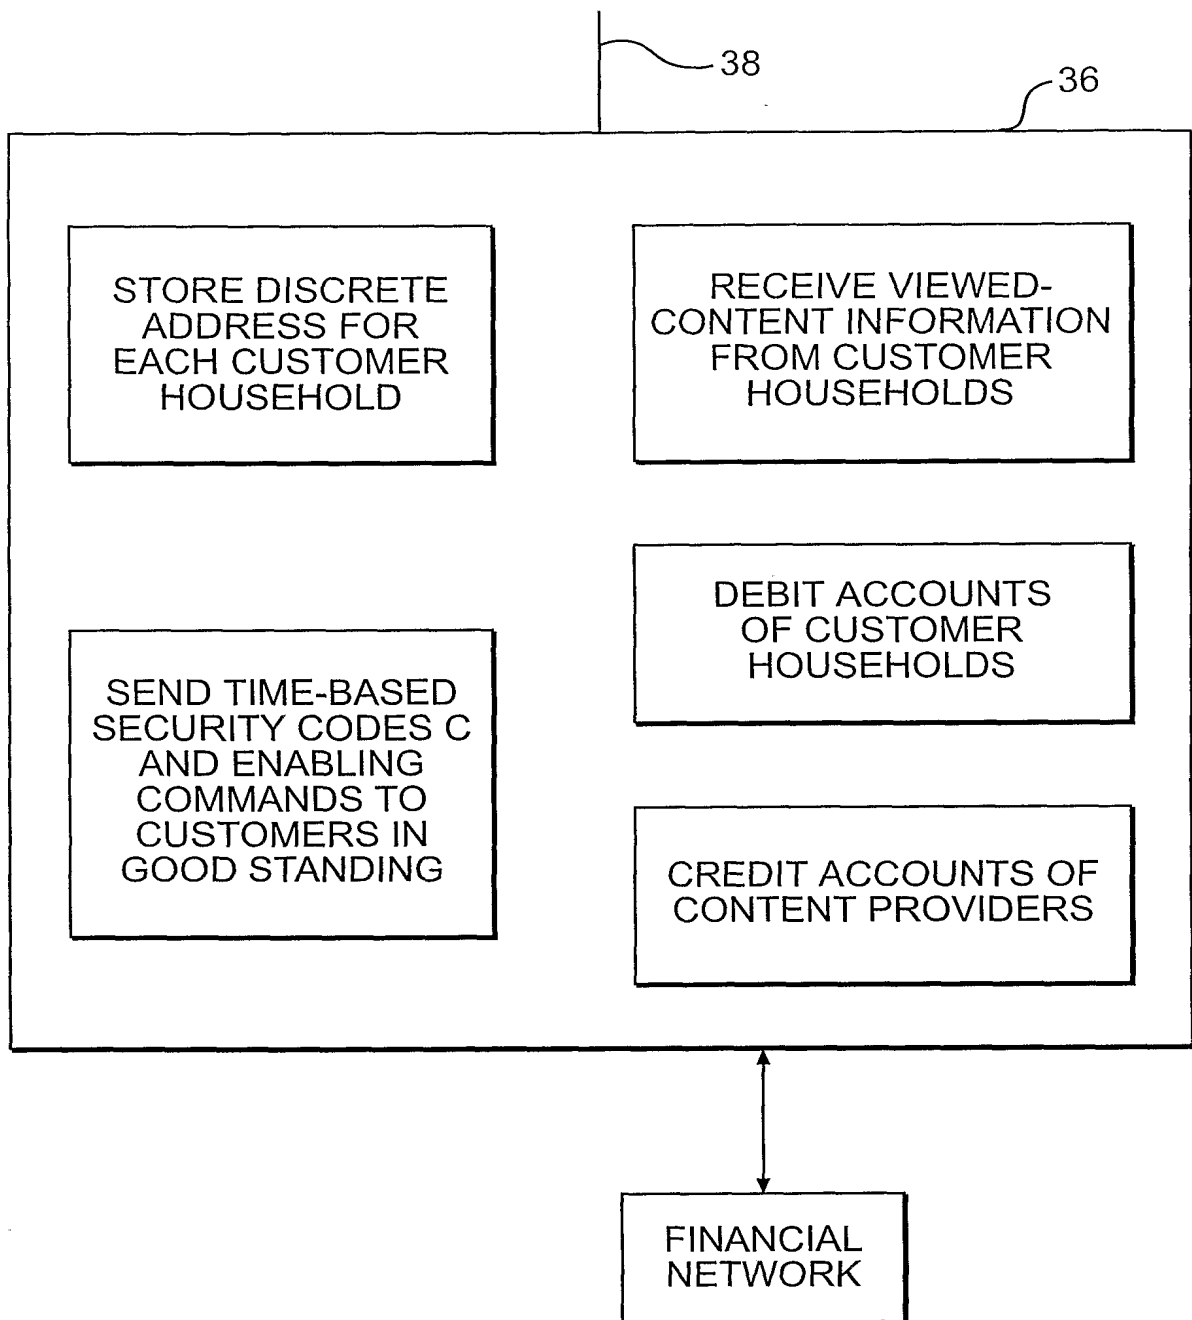 38
36
STORE DISCRETE
ADDRESS FOR
EACH CUSTOMER
HOUSEHOLD
RECEIVE VIEWED-
CONTENT INFORMATION
FROM CUSTOMER
HOUSEHOLDS
DEBIT ACCOUNTS
OF CUSTOMER
HOUSEHOLDS
SEND TIME-BASED
SECURITY CODES C
AND ENABLING
COMMANDS TO
CUSTOMERS IN
GOOD STANDING
CREDIT ACCOUNTS OF
CONTENT PROVIDERS
FINANCIAL
NETWORK